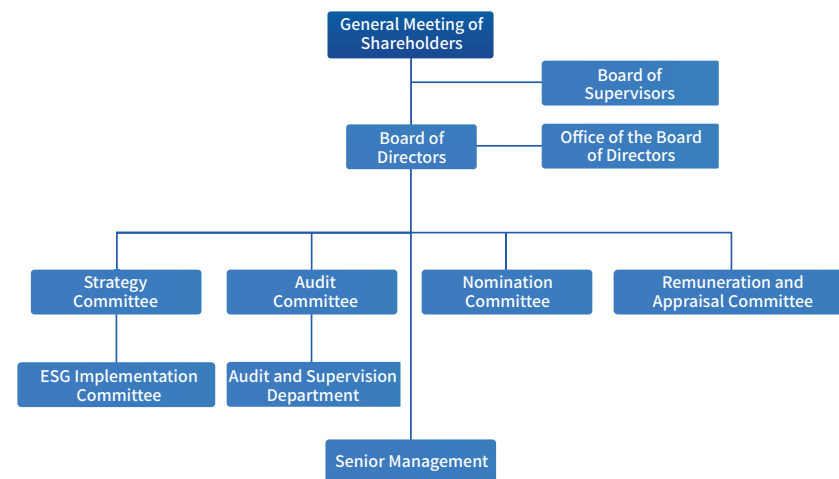 General Meeting of
Shareholders
Board of
Supervisors
Board of
Directors
Office of the Board
of Directors
Strategy
Committee
Audit
Committee
Nomination
Committee
Remuneration and
Appraisal Committee
ESG Implementation
Committee
Audit and Supervision
Department
Senior Management